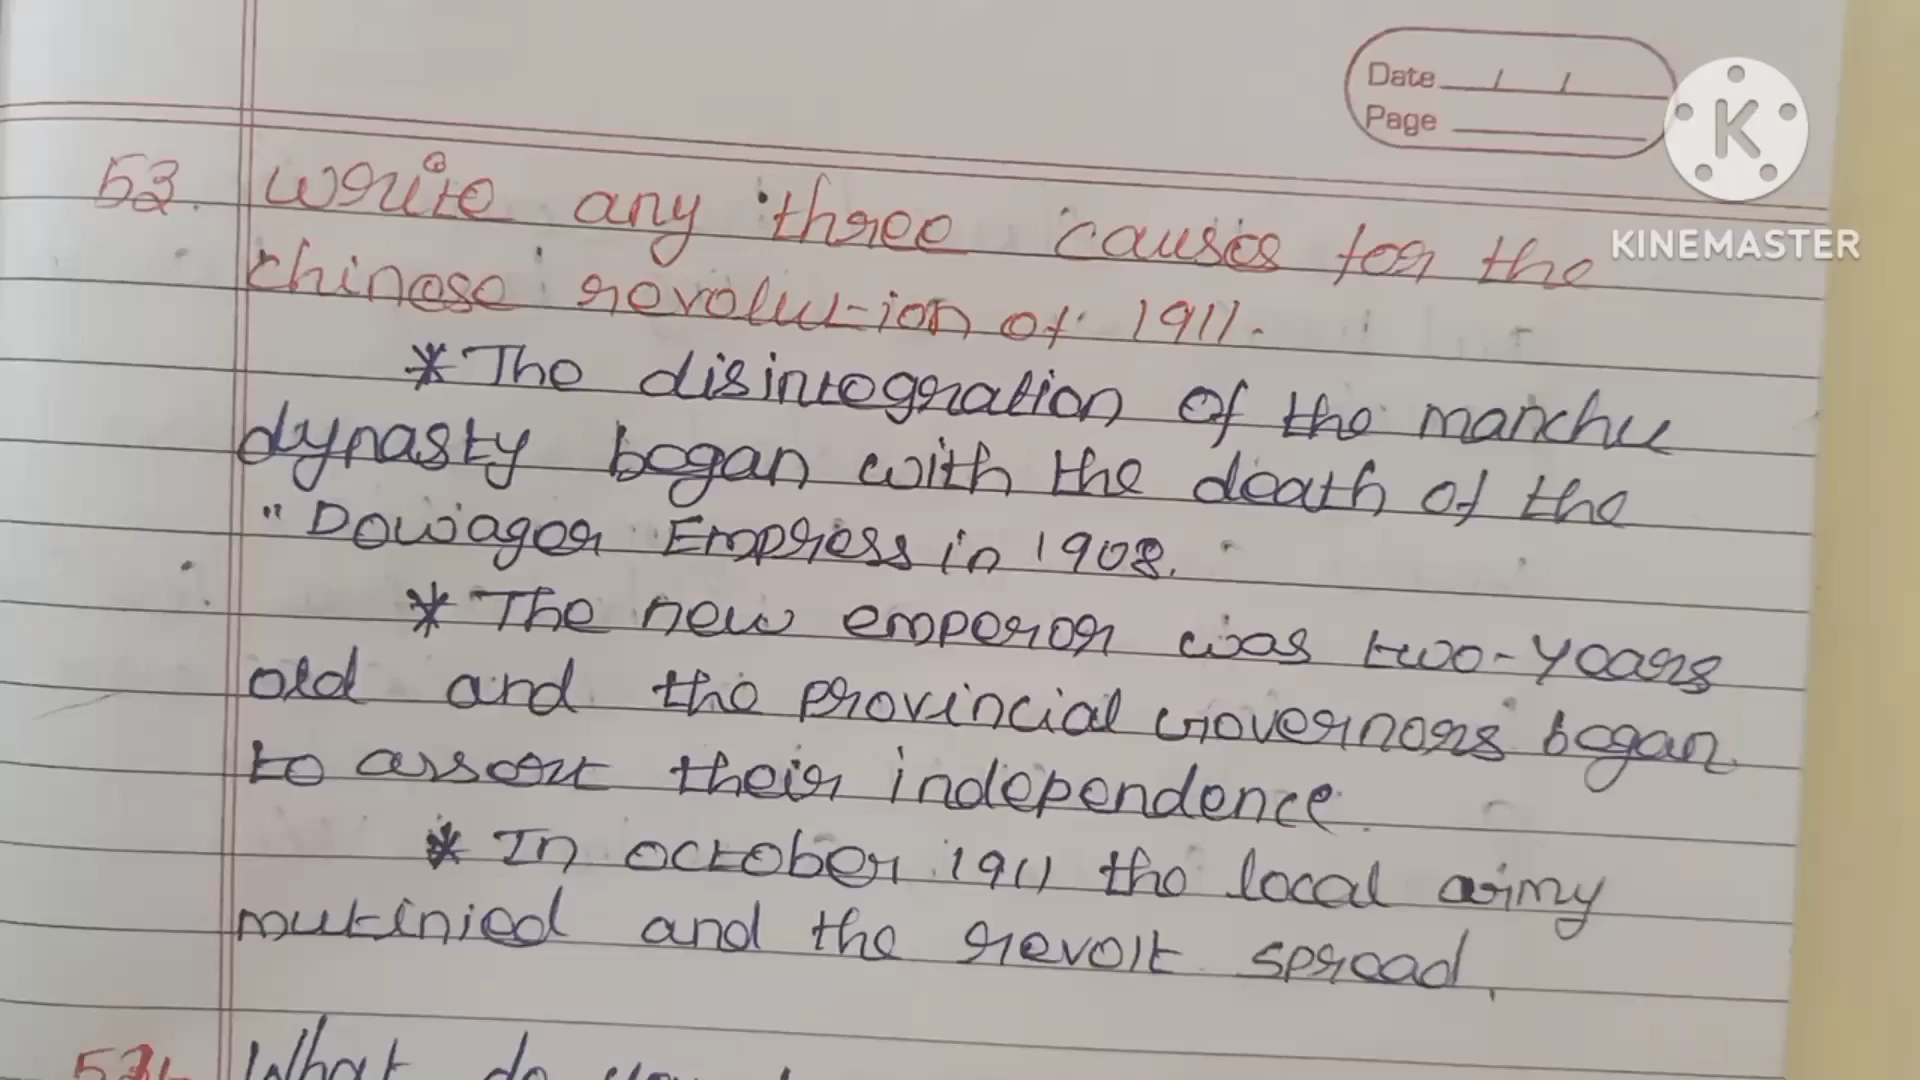 Date / /
Page
K
KINEMASTER
53. Write any three causes for the
Chinese revolution of 1911.
* The disintegration of the manchu
dynasty began with the death of the
" Dowager Empress in 1908.
* The new emperor was two-years
old and the provincial Governors began
to assert their independence.
* In october 1911 the local army
mutinied and the revolt spread.
What do you